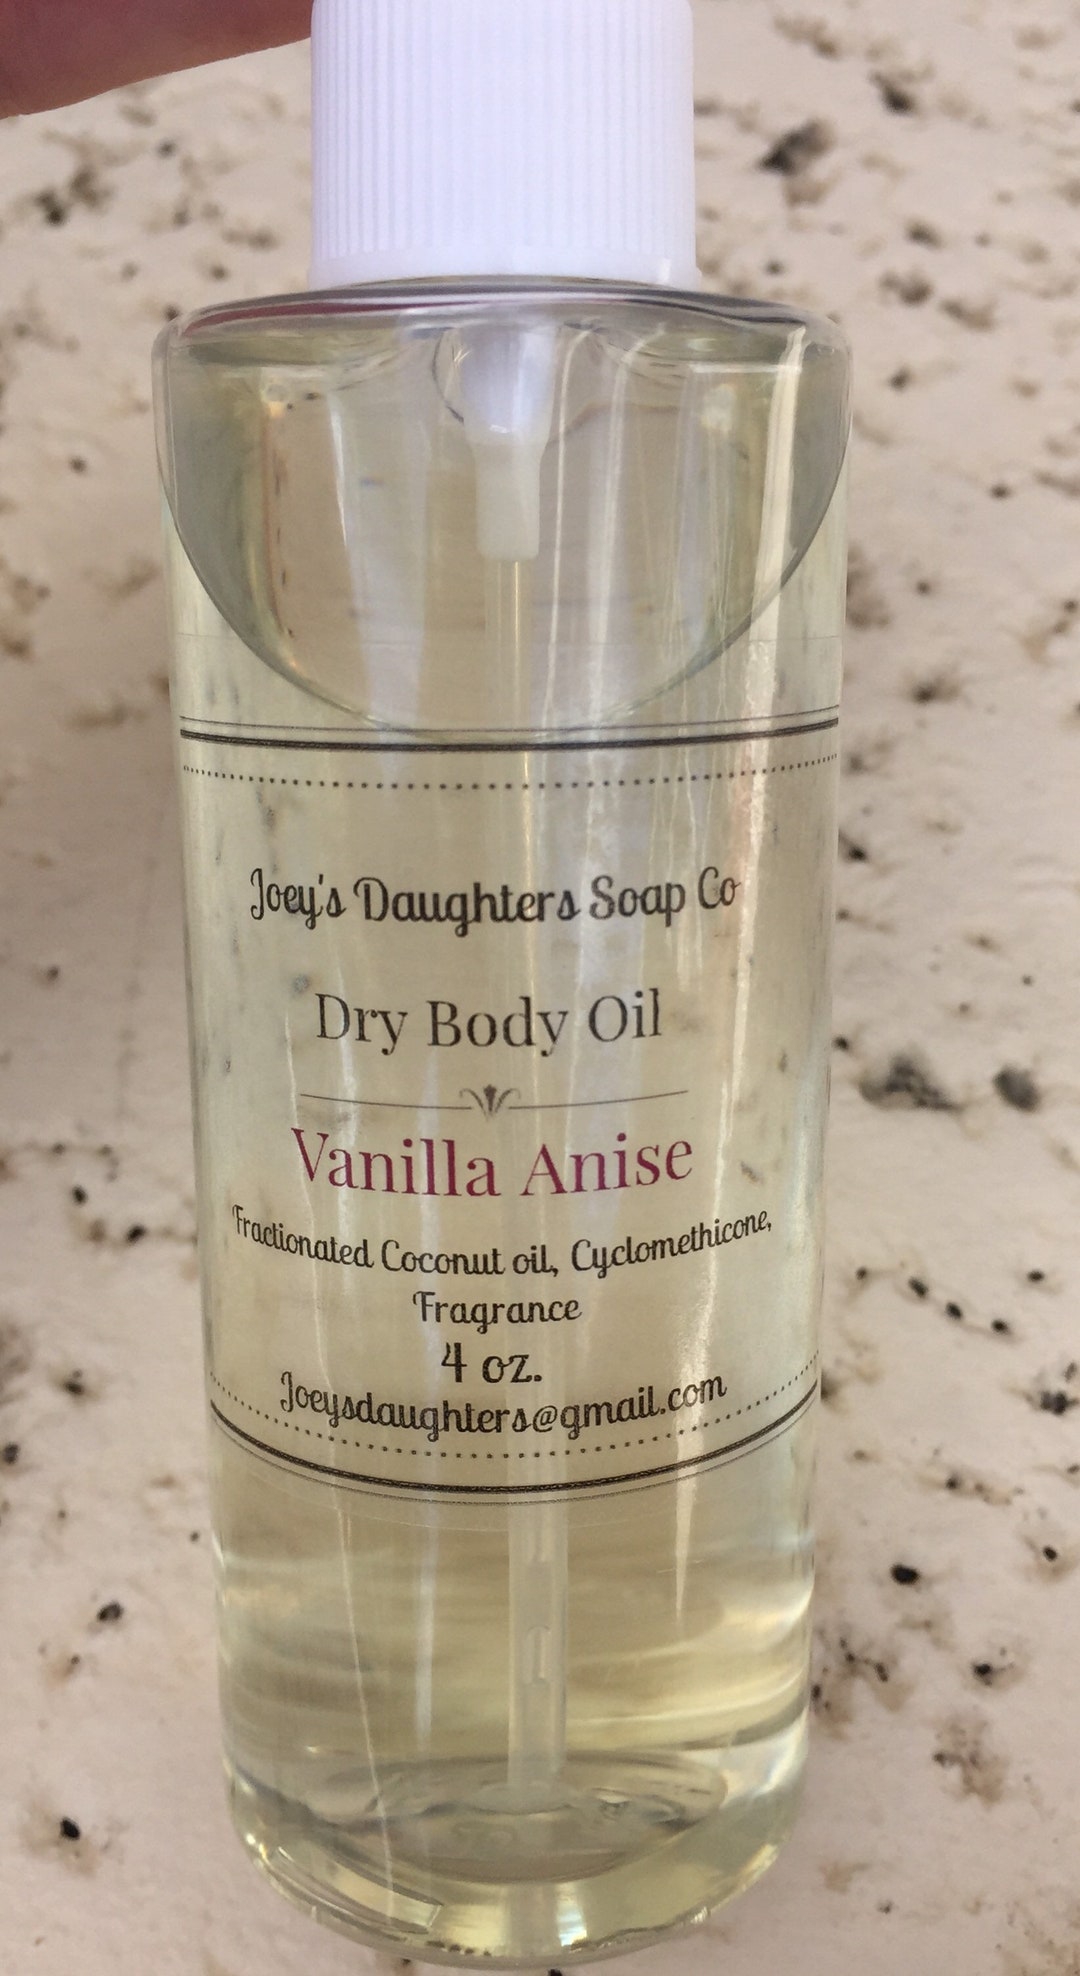 Joey's Daughters Soap Co
Dry Body Oil
Vanilla Anise
Fractionated Coconut oil, Cyclomethicone,
Fragrance
4 oz.
Joeysdaughters@gmail.com